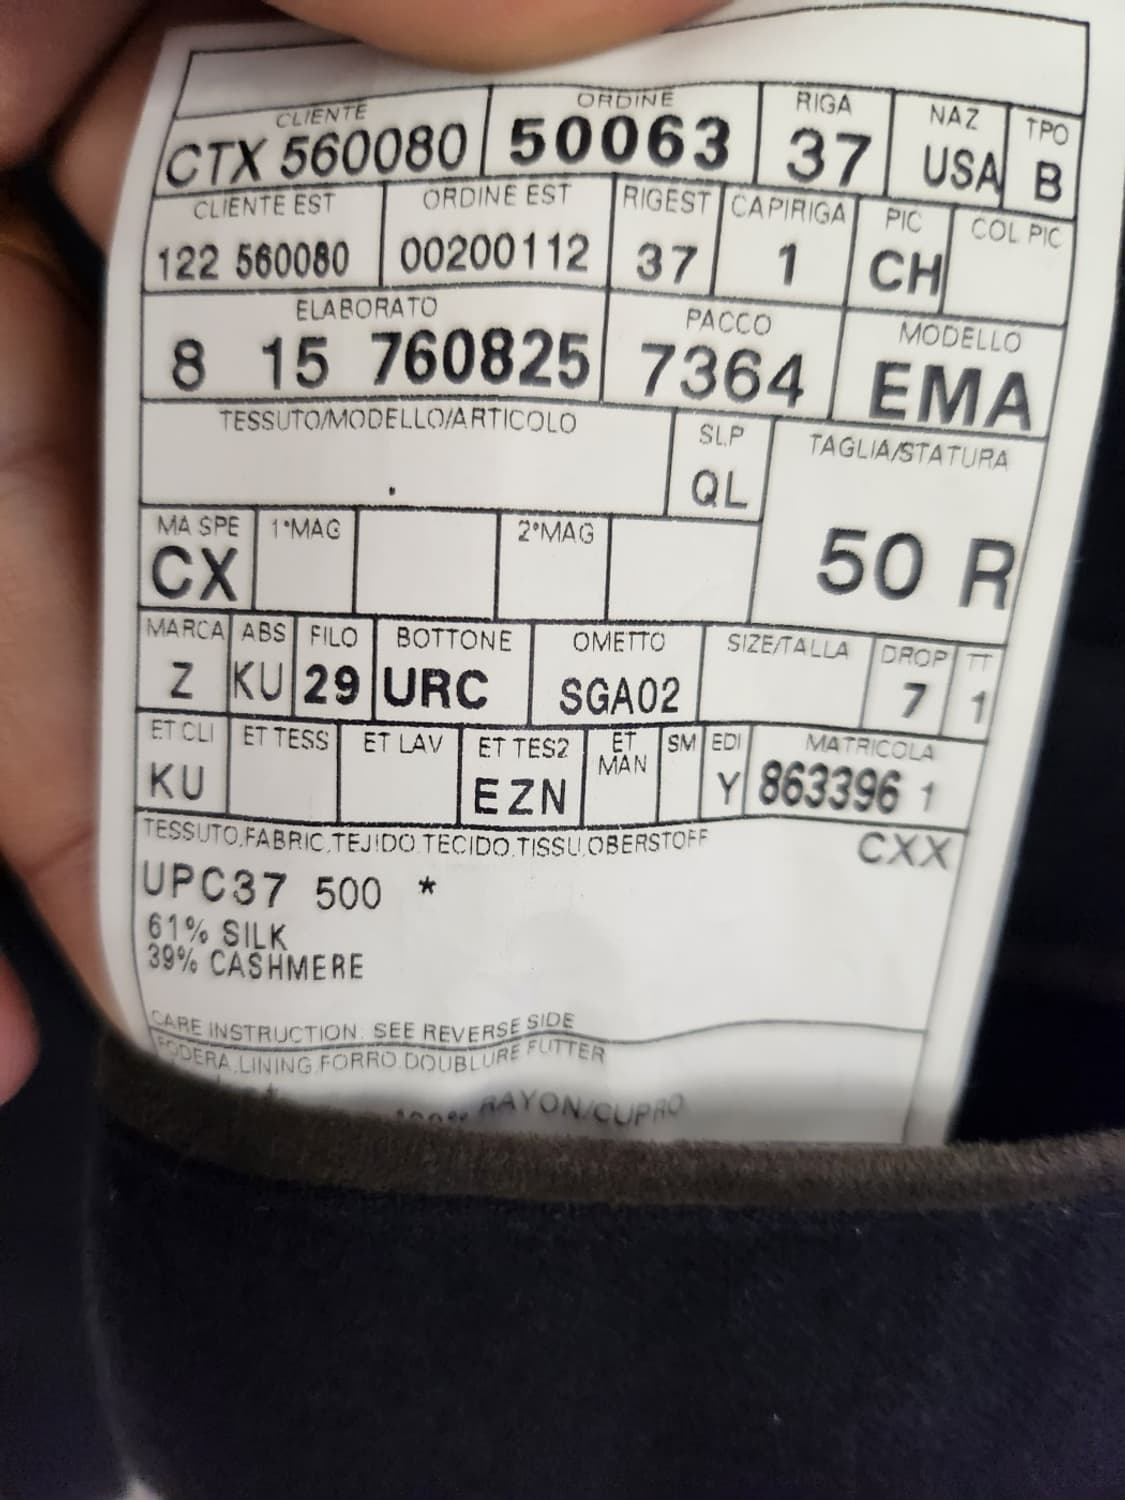 CLIENTE ORDINE RIGA NAZ TPO
CTX 560080 50063 37 USA B
CLIENTE EST ORDINE EST RIGEST CAPIRIGA PIC COL PIC
122 560080 00200112 37 1 CH
ELABORATO PACCO MODELLO
8 15 760825 7364 EMA
TESSUTO/MODELLO/ARTICOLO SLP TAGLIA/STATURA
QL
50 R
MA SPE 1°MAG 2°MAG
CX
MARCA ABS FILO BOTTONE OMETTO SIZE/TALLA DROP TT
Z KU 29 URC SGA02 7 1
ET CLI ET TESS ET LAV ET TES2 ET MAN SM EDI MATRICOLA
KU EZN Y 863396 1
TESSUTO,FABRIC,TEJIDO,TECIDO,TISSU,OBERSTOFF CXX
UPC37 500 *
61% SILK
39% CASHMERE
CARE INSTRUCTION. SEE REVERSE SIDE
FODERA,LINING,FORRO,DOUBLURE FUTTER
RAYON/CUPRO